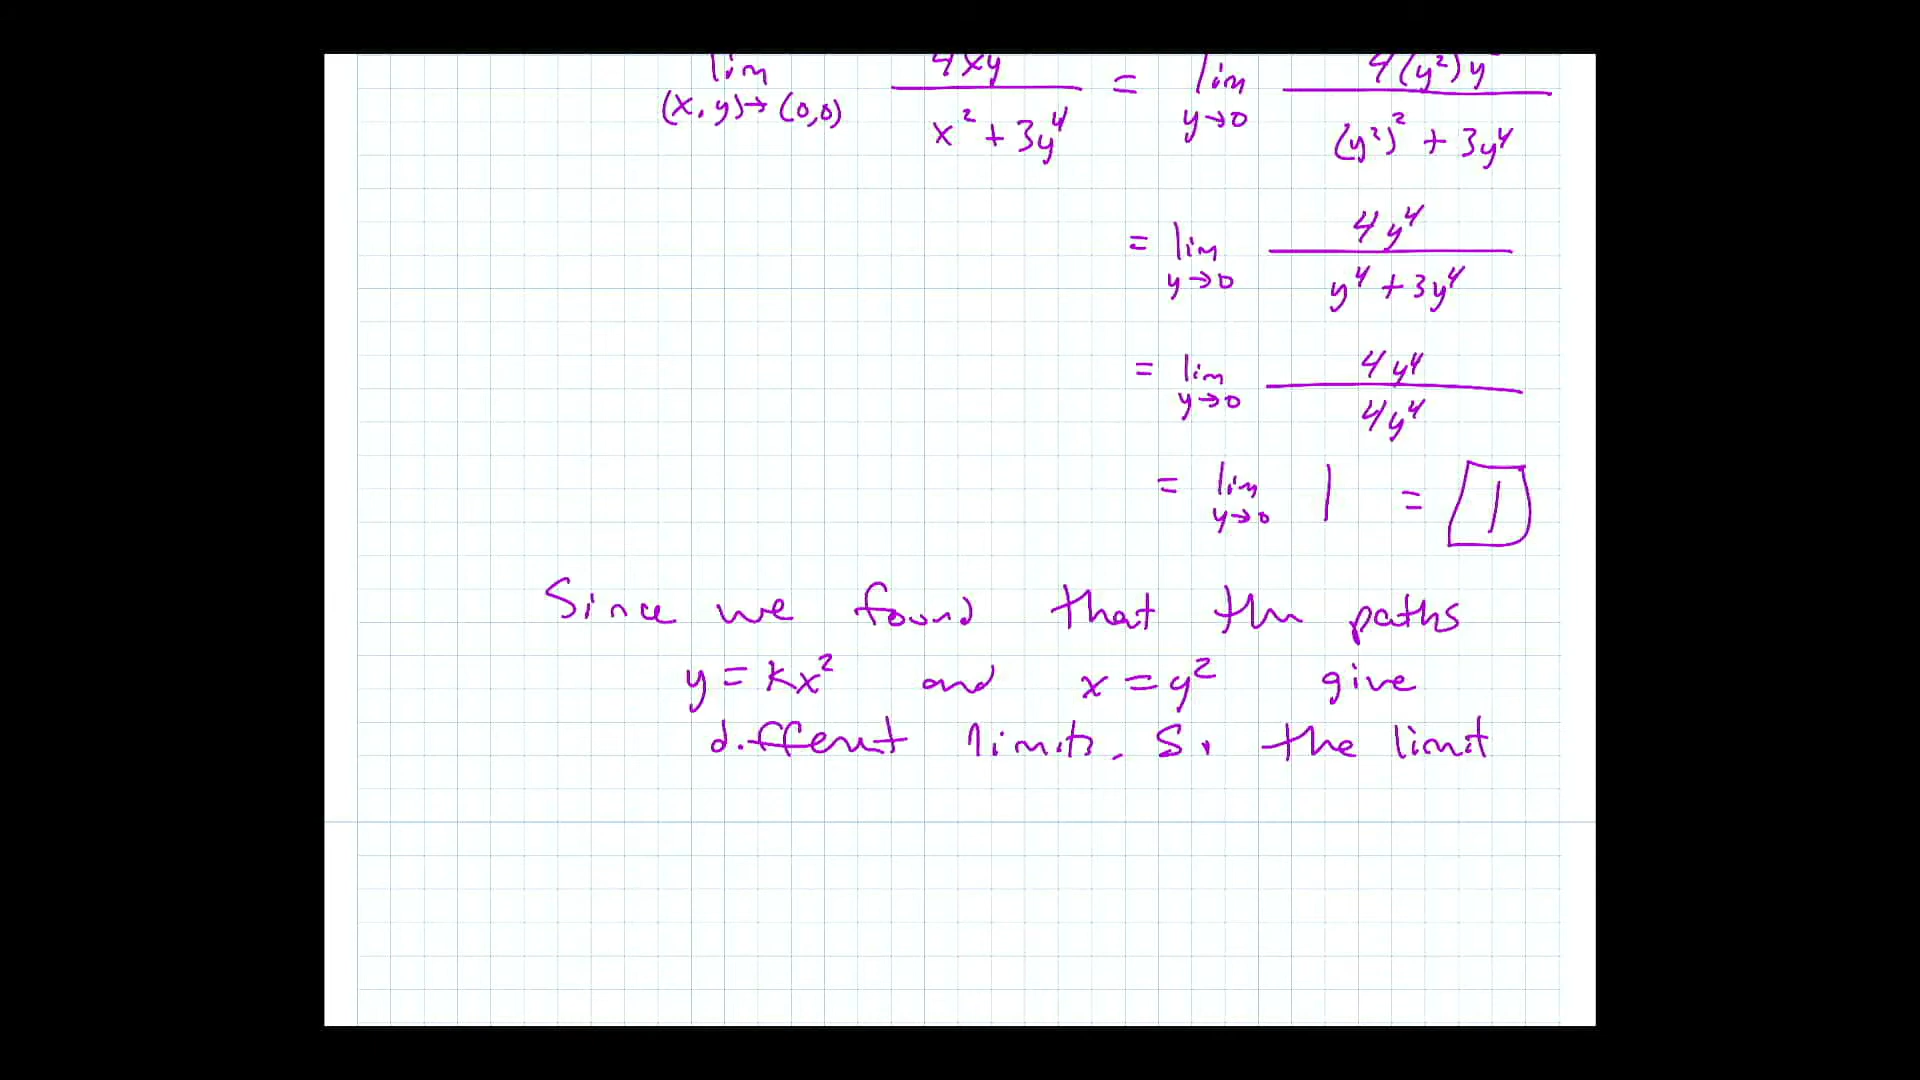 lim 4xy = lim 4(y²)y
(x,y)→(0,0) x² + 3y⁴ y→0 (y²)² + 3y⁴
= lim 4y⁴
y→0 y⁴ + 3y⁴
= lim 4y⁴
y→0 4y⁴
= lim 1 = 1
y→0
Since we found that the paths
y = kx² and x = y² give
different limits. So the limit